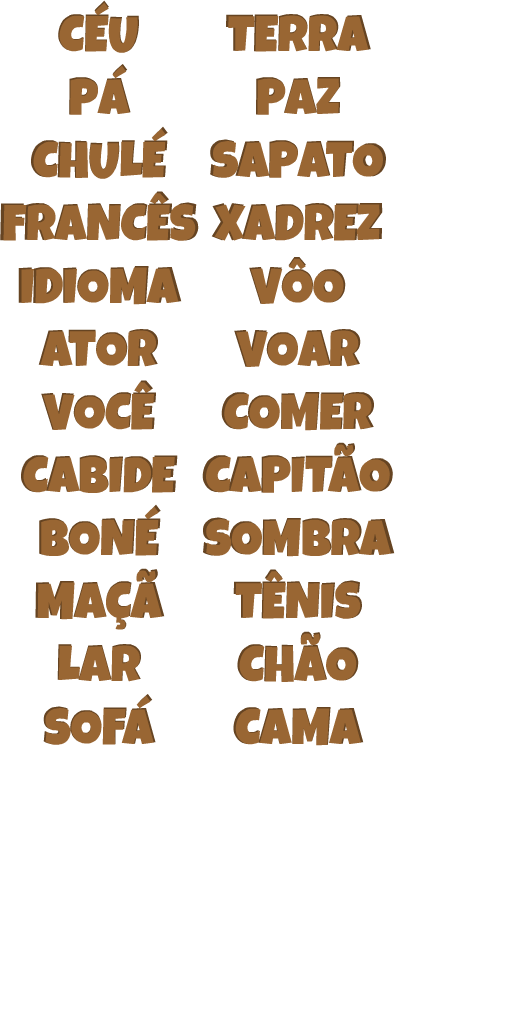 CÉU TERRA
PÁ PAZ
CHULÉ SAPATO
FRANCÊS XADREZ
IDIOMA VÔO
ATOR VOAR
VOCÊ COMER
CABIDE CAPITÃO
BONÉ SOMBRA
MAÇÃ TÊNIS
LAR CHÃO
SOFÁ CAMA